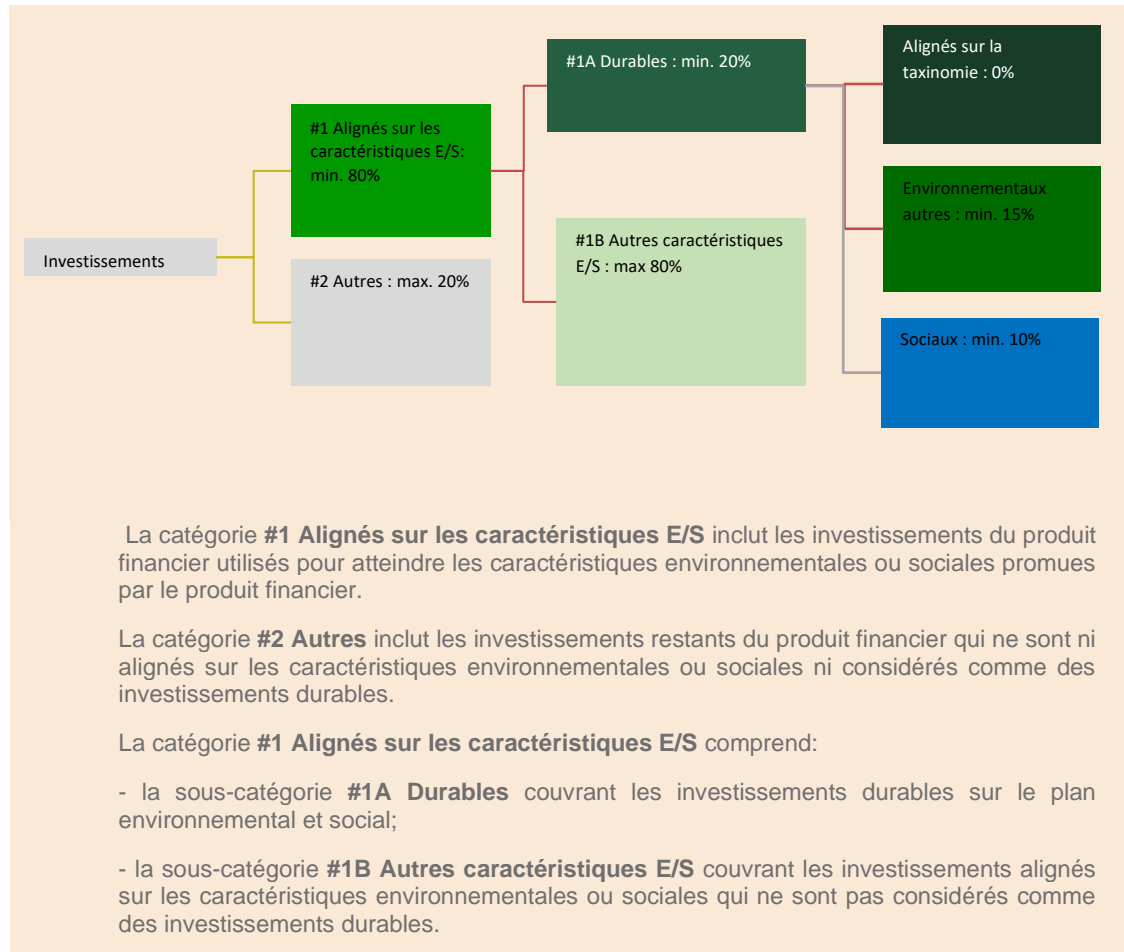 Investissements
#1 Alignés sur les
caractéristiques E/S:
min. 80%
#2 Autres : max. 20%
#1A Durables : min. 20%
#1B Autres caractéristiques
E/S : max 80%
Alignés sur la
taxinomie : 0%
Environnementaux
autres : min. 15%
Sociaux : min. 10%
La catégorie #1 Alignés sur les caractéristiques E/S inclut les investissements du produit
financier utilisés pour atteindre les caractéristiques environnementales ou sociales promues
par le produit financier.
La catégorie #2 Autres inclut les investissements restants du produit financier qui ne sont ni
alignés sur les caractéristiques environnementales ou sociales ni considérés comme des
investissements durables.
La catégorie #1 Alignés sur les caractéristiques E/S comprend:
- la sous-catégorie #1A Durables couvrant les investissements durables sur le plan
environnemental et social;
- la sous-catégorie #1B Autres caractéristiques E/S couvrant les investissements alignés
sur les caractéristiques environnementales ou sociales qui ne sont pas considérés comme
des investissements durables.